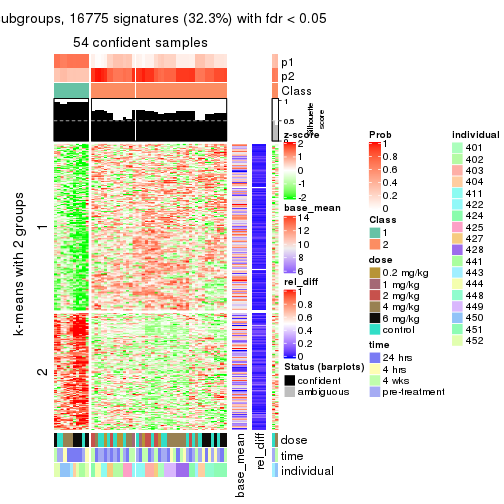 ubgroups, 16775 signatures (32.3%) with fdr < 0.05
54 confident samples
p1
p2
Class
1
0.5
0
Silhouette
score
k-means with 2 groups
1
2
z-score
2
1
0
-1
-2
base_mean
14
12
10
8
6
rel_diff
1
0.8
0.6
0.4
0.2
0
Status (barplots)
confident
ambiguous
Prob
1
0.8
0.6
0.4
0.2
0
Class
1
2
dose
0.2 mg/kg
1 mg/kg
2 mg/kg
4 mg/kg
6 mg/kg
control
time
24 hrs
4 hrs
4 wks
pre-treatment
individual
401
402
403
404
411
422
424
425
427
428
441
443
444
448
449
450
451
452
dose
time
individual
base_mean
rel_diff